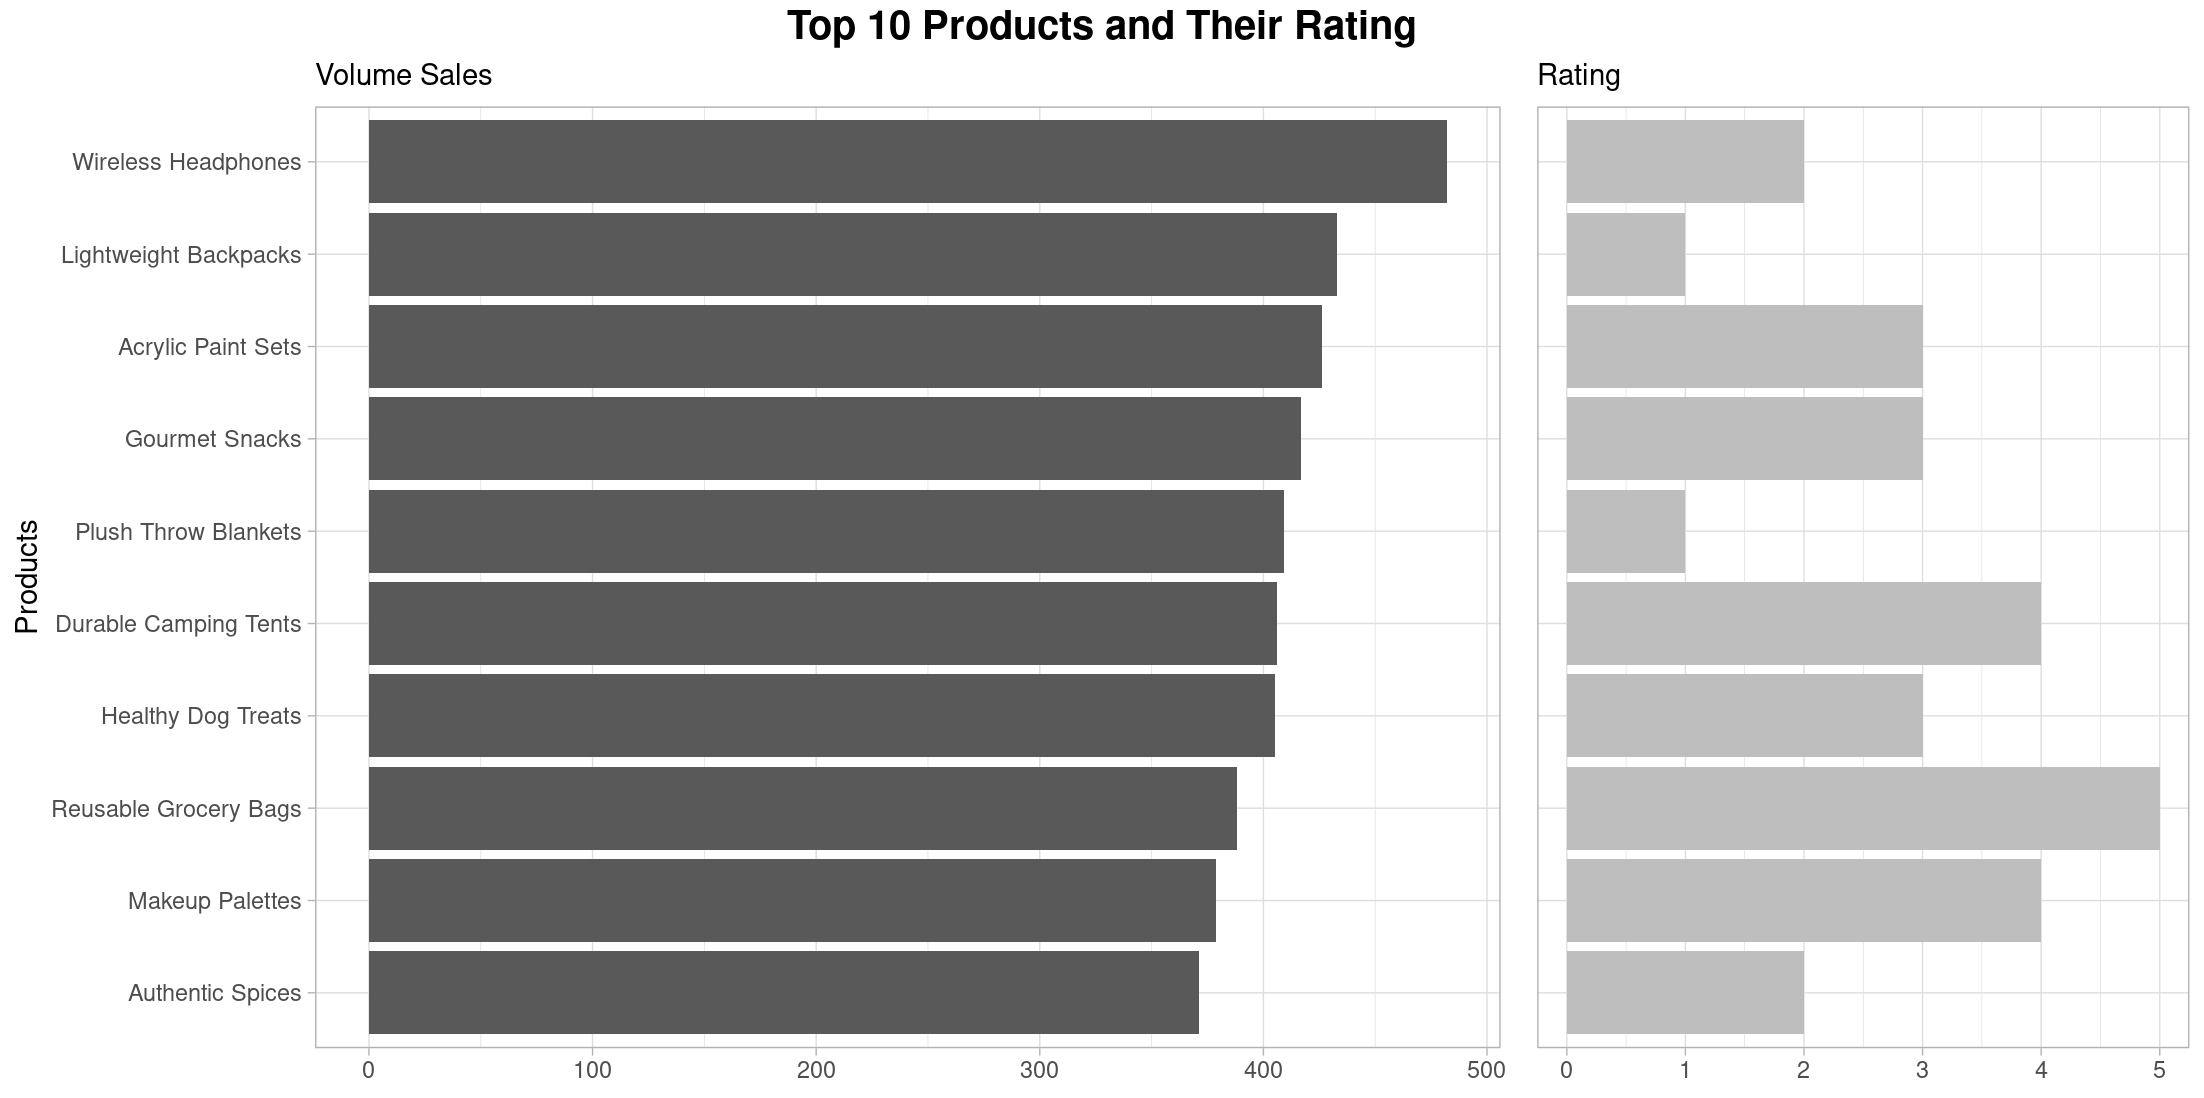 Top 10 Products and Their Rating
Volume Sales
Rating
Products
Wireless Headphones
Lightweight Backpacks
Acrylic Paint Sets
Gourmet Snacks
Plush Throw Blankets
Durable Camping Tents
Healthy Dog Treats
Reusable Grocery Bags
Makeup Palettes
Authentic Spices
0 100 200 300 400 500
0 1 2 3 4 5